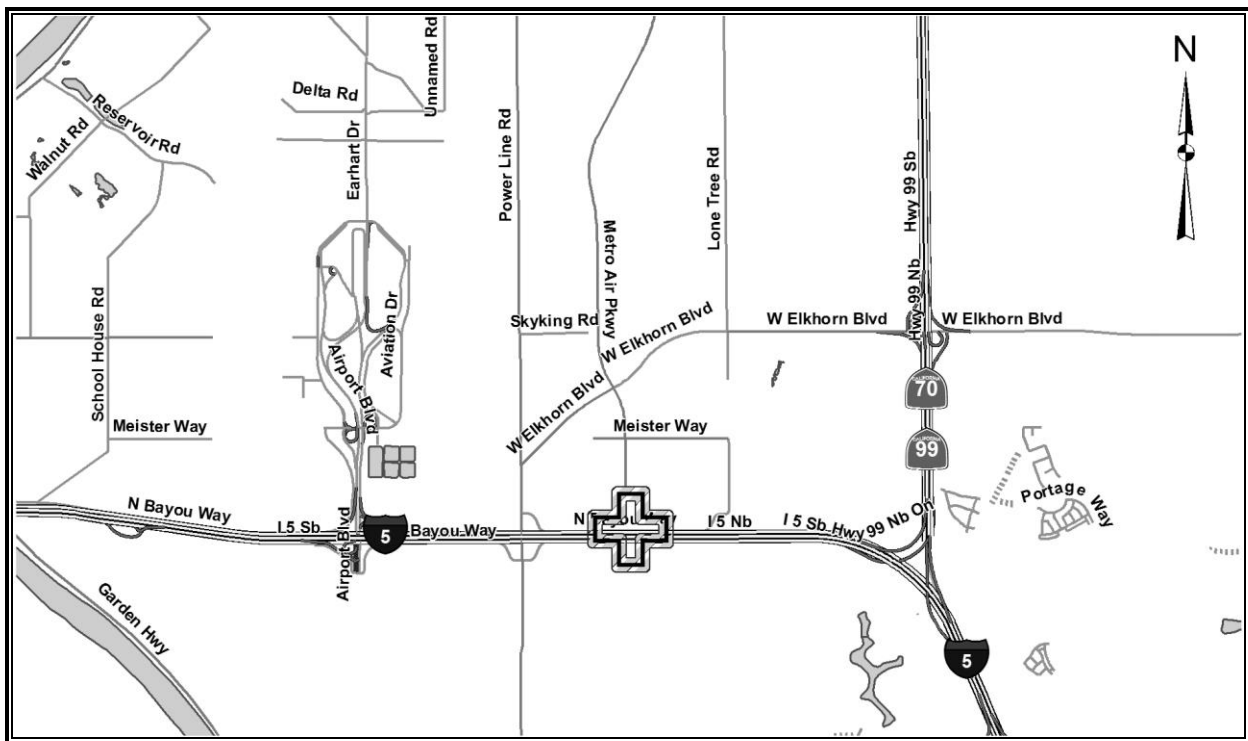 N
Unnamed Rd
Delta Rd
Reservoir Rd
Walnut Rd
Earhart Dr
Power Line Rd
Lone Tree Rd
Hwy 99 Sb
Metro Air Pkwy
School House Rd
Aviation Dr
Hwy 99 Nb
Skyking Rd
W Elkhorn Blvd
W Elkhorn Blvd
W Elkhorn Blvd
Airport Blvd
W Elkhorn Blvd
70
Meister Way
Meister Way
99
Portage Way
N Bayou Way
I 5 Sb
Airport Blvd
5
Bayou Way
N
I 5 Nb
I 5 Sb
Hwy 99 Nb On
Garden Hwy
5